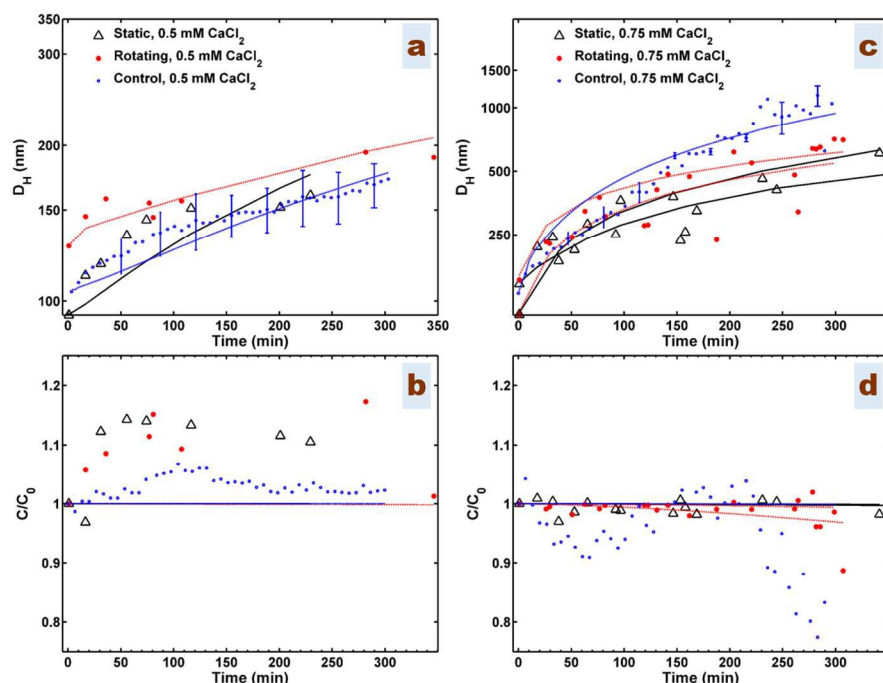 350
300
200
150
100
D_H (nm)
Static, 0.5 mM CaCl₂
Rotating, 0.5 mM CaCl₂
Control, 0.5 mM CaCl₂
a
0 50 100 150 200 250 300 350
Time (min)
1500
1000
500
250
D_H (nm)
Static, 0.75 mM CaCl₂
Rotating, 0.75 mM CaCl₂
Control, 0.75 mM CaCl₂
c
0 50 100 150 200 250 300
Time (min)
1.2
1.1
1
0.9
0.8
C/C₀
b
0 50 100 150 200 250 300 350
Time (min)
1.2
1.1
1
0.9
0.8
C/C₀
d
0 50 100 150 200 250 300
Time (min)